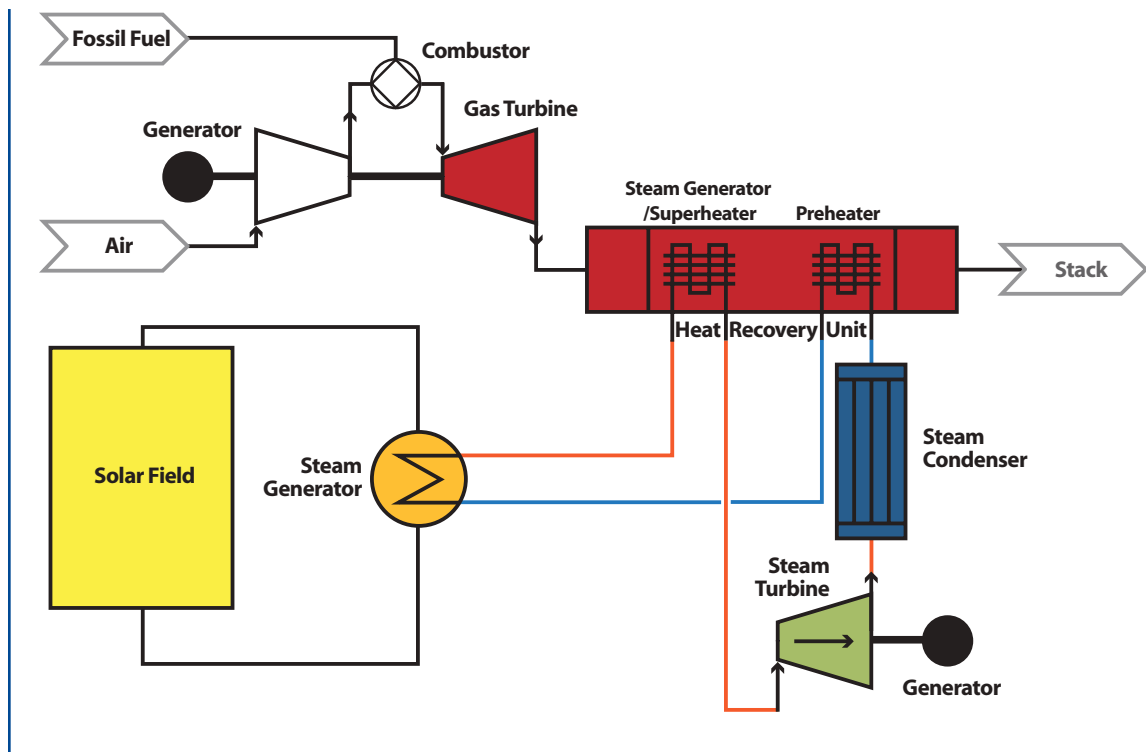 Fossil Fuel
Combustor
Gas Turbine
Generator
Air
Steam Generator
/Superheater
Preheater
Stack
Heat Recovery Unit
Solar Field
Steam
Generator
Steam
Condenser
Steam
Turbine
Generator